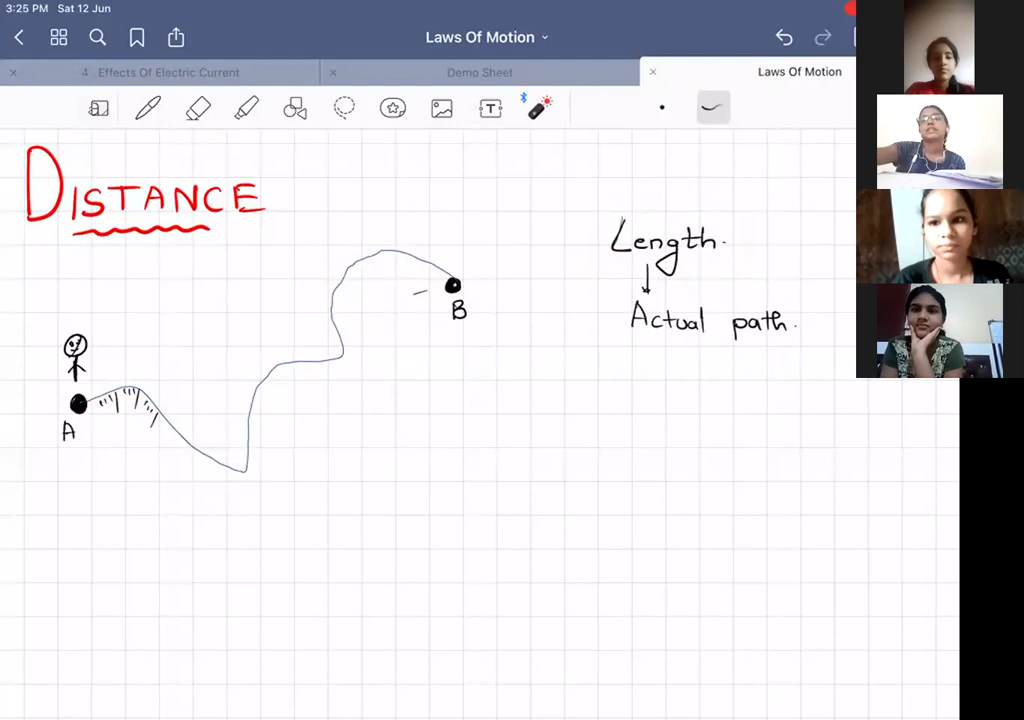 3:25 PM Sat 12 Jun
Laws Of Motion
4. Effects Of Electric Current
Demo Sheet
Laws Of Motion
T
DISTANCE
Length.
Actual path.
B
A